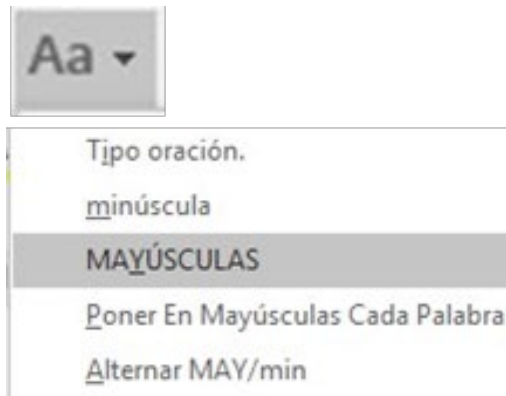 Aa
Tipo oración.
minúscula
MAYÚSCULAS
Poner En Mayúsculas Cada Palabra
Alternar MAY/min